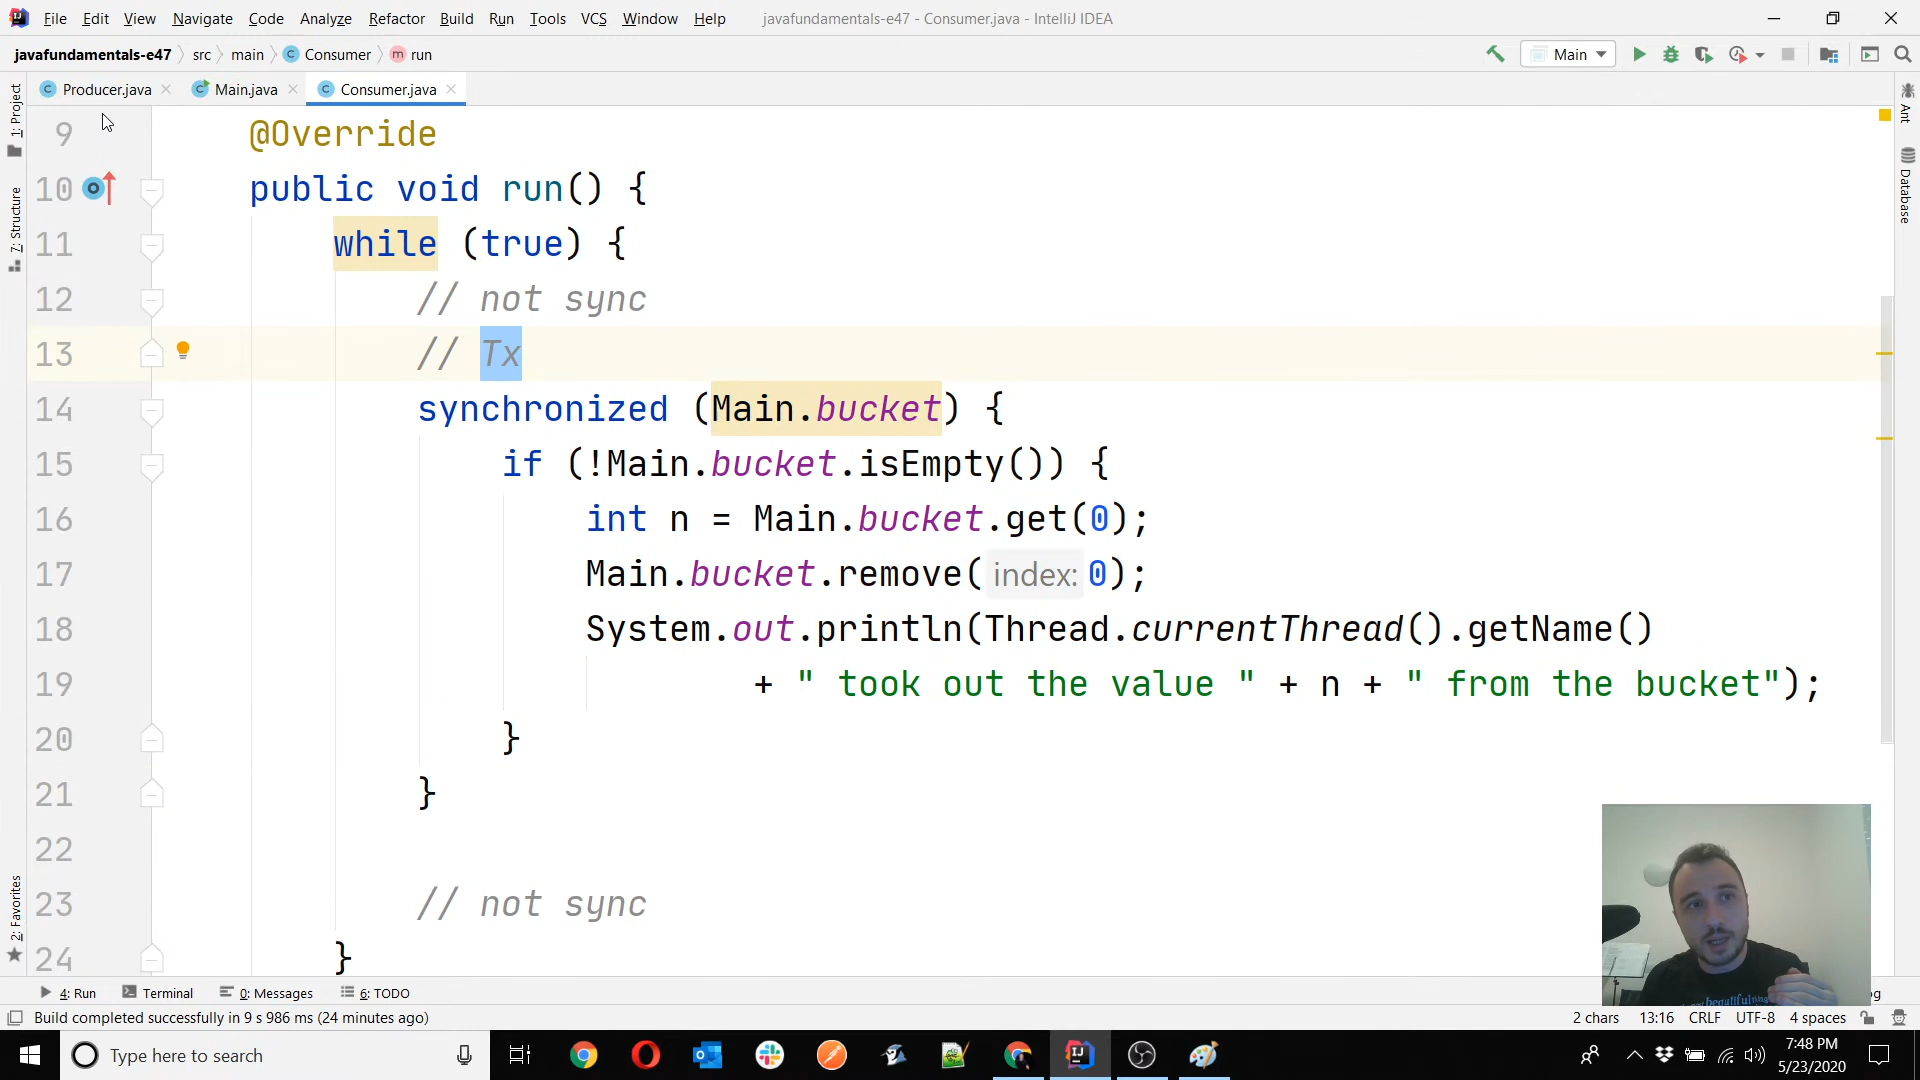 File Edit View Navigate Code Analyze Refactor Build Run Tools VCS Window Help javafundamentals-e47 - Consumer.java - IntelliJ IDEA
javafundamentals-e47 src main Consumer run Main
Producer.java Main.java Consumer.java
1: Project
7: Structure
2: Favorites
Ant
Database
9 @Override
10 public void run() {
11 while (true) {
12 // not sync
13 // Tx
14 synchronized (Main.bucket) {
15 if (!Main.bucket.isEmpty()) {
16 int n = Main.bucket.get(0);
17 Main.bucket.remove( index: 0);
18 System.out.println(Thread.currentThread().getName()
19 + " took out the value " + n + " from the bucket");
20 }
21 }
22
23 // not sync
24 }
4: Run Terminal 0: Messages 6: TODO
Build completed successfully in 9 s 986 ms (24 minutes ago) 2 chars 13:16 CRLF UTF-8 4 spaces
Type here to search
7:48 PM
5/23/2020